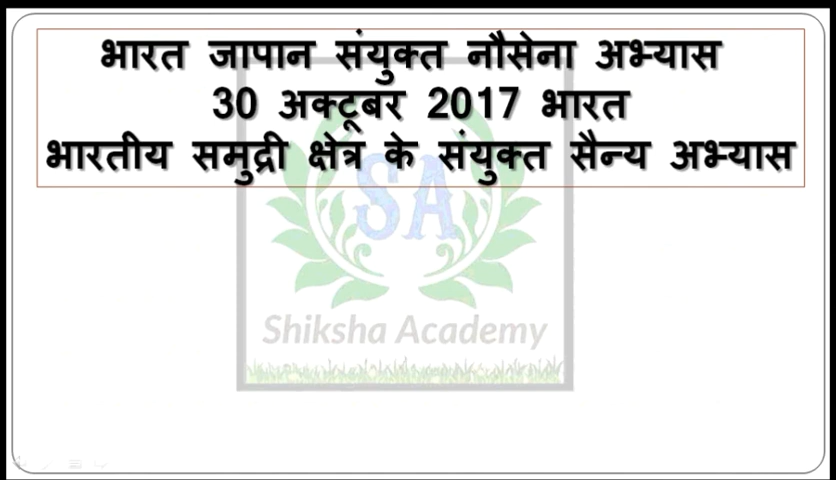 भारत जापान संयुक्त नौसेना अभ्यास
30 अक्टूबर 2017 भारत
भारतीय समुद्री क्षेत्र के संयुक्त सैन्य अभ्यास
SA
Shiksha Academy